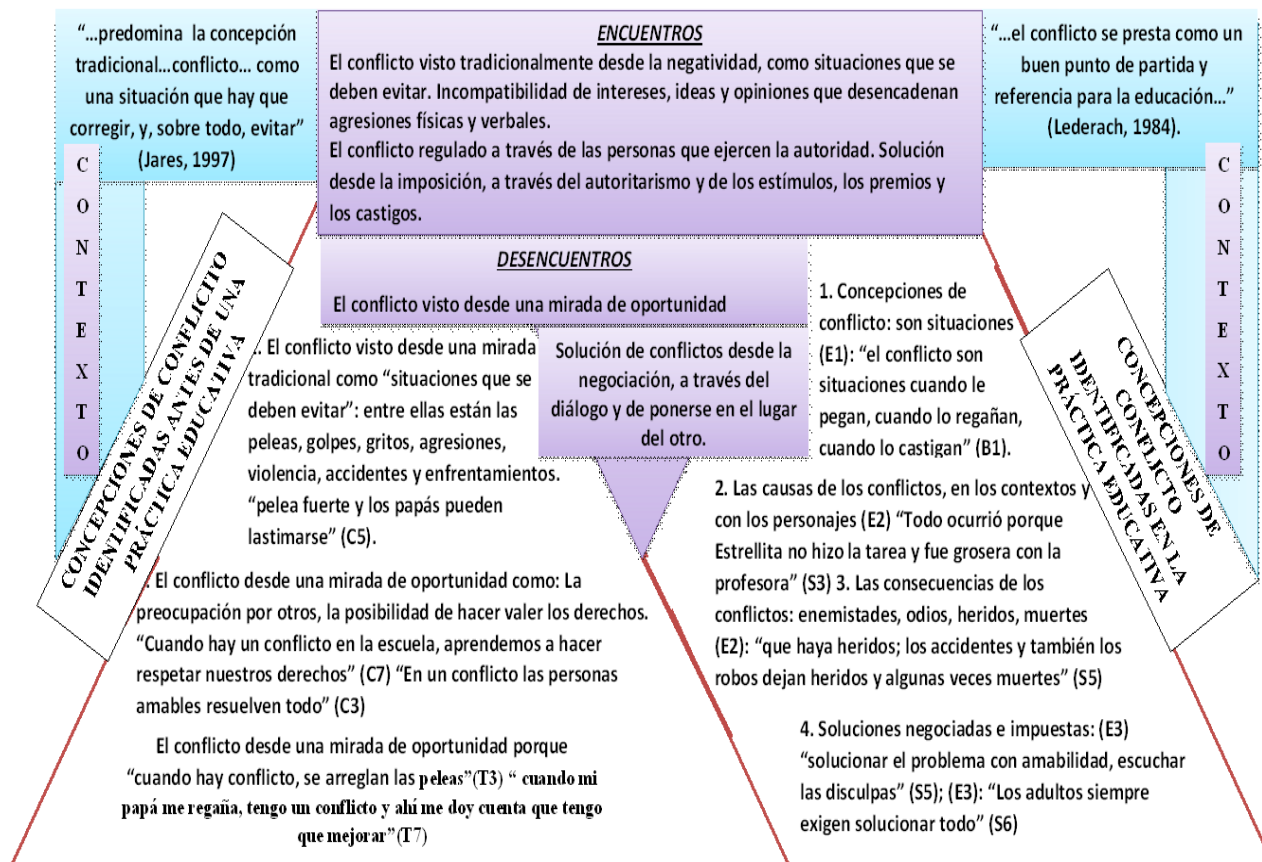 “…predomina la concepción
tradicional…conflicto… como
una situación que hay que
corregir, y, sobre todo, evitar”
(Jares, 1997)
CONTEXTO
CONCEPCIONES DE CONFLICITO
IDENTIFICADAS ANTES DE UNA
PRÁCTICA EDUCATIVA
ENCUENTROS
El conflicto visto tradicionalmente desde la negatividad, como situaciones que se
deben evitar. Incompatibilidad de intereses, ideas y opiniones que desencadenan
agresiones físicas y verbales.
El conflicto regulado a través de las personas que ejercen la autoridad. Solución
desde la imposición, a través del autoritarismo y de los estímulos, los premios y
los castigos.
DESENCUENTROS
El conflicto visto desde una mirada de oportunidad
Solución de conflictos desde la
negociación, a través del
diálogo y de ponerse en el lugar
del otro.
. El conflicto visto desde una mirada
tradicional como “situaciones que se
deben evitar”: entre ellas están las
peleas, golpes, gritos, agresiones,
violencia, accidentes y enfrentamientos.
“pelea fuerte y los papás pueden
lastimarse” (C5).
. El conflicto desde una mirada de oportunidad como: La
preocupación por otros, la posibilidad de hacer valer los derechos.
“Cuando hay un conflicto en la escuela, aprendemos a hacer
respetar nuestros derechos” (C7) “En un conflicto las personas
amables resuelven todo” (C3)
El conflicto desde una mirada de oportunidad porque
“cuando hay conflicto, se arreglan las peleas”(T3) “ cuando mi
papá me regaña, tengo un conflicto y ahí me doy cuenta que tengo
que mejorar”(T7)
“…el conflicto se presta como un
buen punto de partida y
referencia para la educación…”
(Lederach, 1984).
CONTEXTO
CONCEPCIONES DE
CONFLICTO
IDENTIFICADAS EN LA
PRÁCTICA EDUCATIVA
1. Concepciones de
conflicto: son situaciones
(E1): “el conflicto son
situaciones cuando le
pegan, cuando lo regañan,
cuando lo castigan” (B1).
2. Las causas de los conflictos, en los contextos y
con los personajes (E2) “Todo ocurrió porque
Estrellita no hizo la tarea y fue grosera con la
profesora” (S3) 3. Las consecuencias de los
conflictos: enemistades, odios, heridos, muertes
(E2): “que haya heridos; los accidentes y también los
robos dejan heridos y algunas veces muertes” (S5)
4. Soluciones negociadas e impuestas: (E3)
“solucionar el problema con amabilidad, escuchar
las disculpas” (S5); (E3): “Los adultos siempre
exigen solucionar todo” (S6)